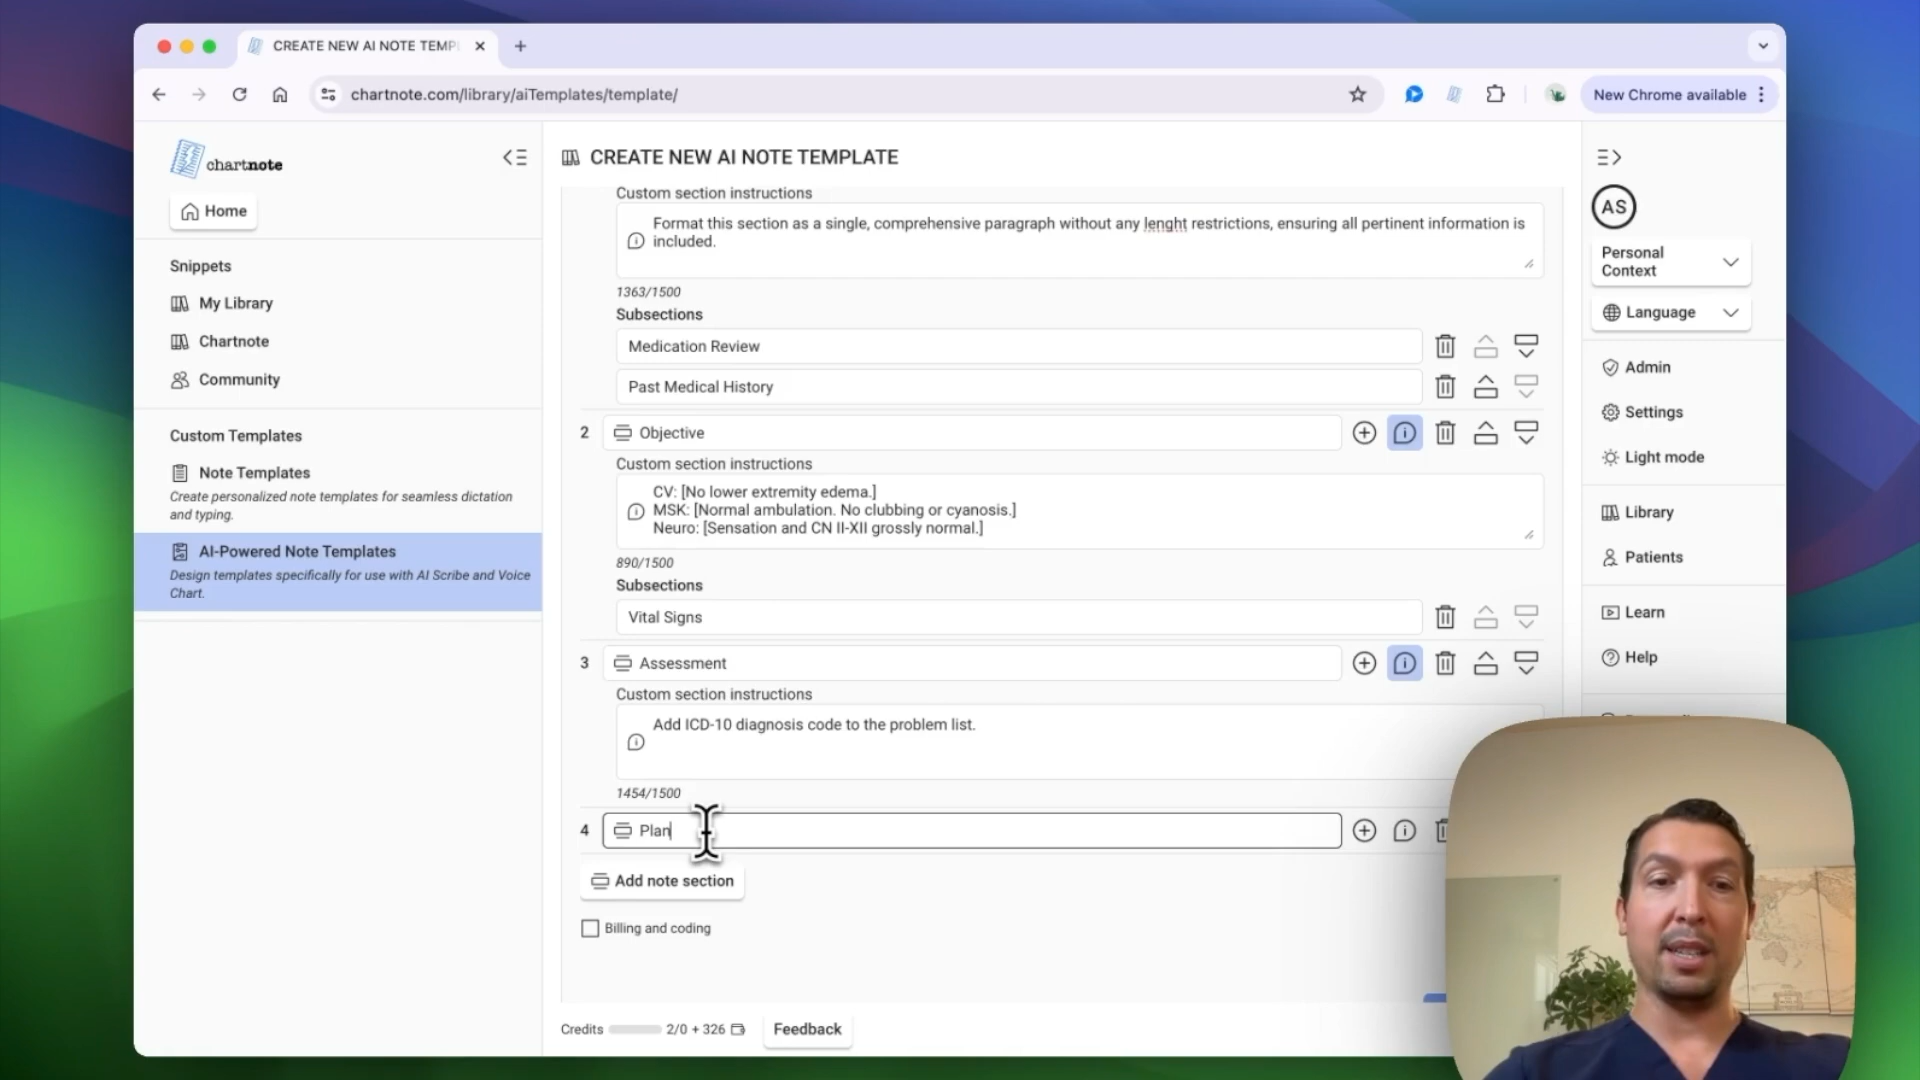 CREATE NEW AI NOTE TEMP
chartnote.com/library/aiTemplates/template/
New Chrome available
chartnote
Home
Snippets
My Library
Chartnote
Community
Custom Templates
Note Templates
Create personalized note templates for seamless dictation
and typing.
AI-Powered Note Templates
Design templates specifically for use with AI Scribe and Voice
Chart.
CREATE NEW AI NOTE TEMPLATE
Custom section instructions
Format this section as a single, comprehensive paragraph without any lenght restrictions, ensuring all pertinent information is
included.
1363/1500
Subsections
Medication Review
Past Medical History
2 Objective
Custom section instructions
CV: [No lower extremity edema.]
MSK: [Normal ambulation. No clubbing or cyanosis.]
Neuro: [Sensation and CN II-XII grossly normal.]
890/1500
Subsections
Vital Signs
3 Assessment
Custom section instructions
Add ICD-10 diagnosis code to the problem list.
1454/1500
4 Plan
Add note section
Billing and coding
Credits 2/0 + 326
Feedback
AS
Personal
Context
Language
Admin
Settings
Light mode
Library
Patients
Learn
Help